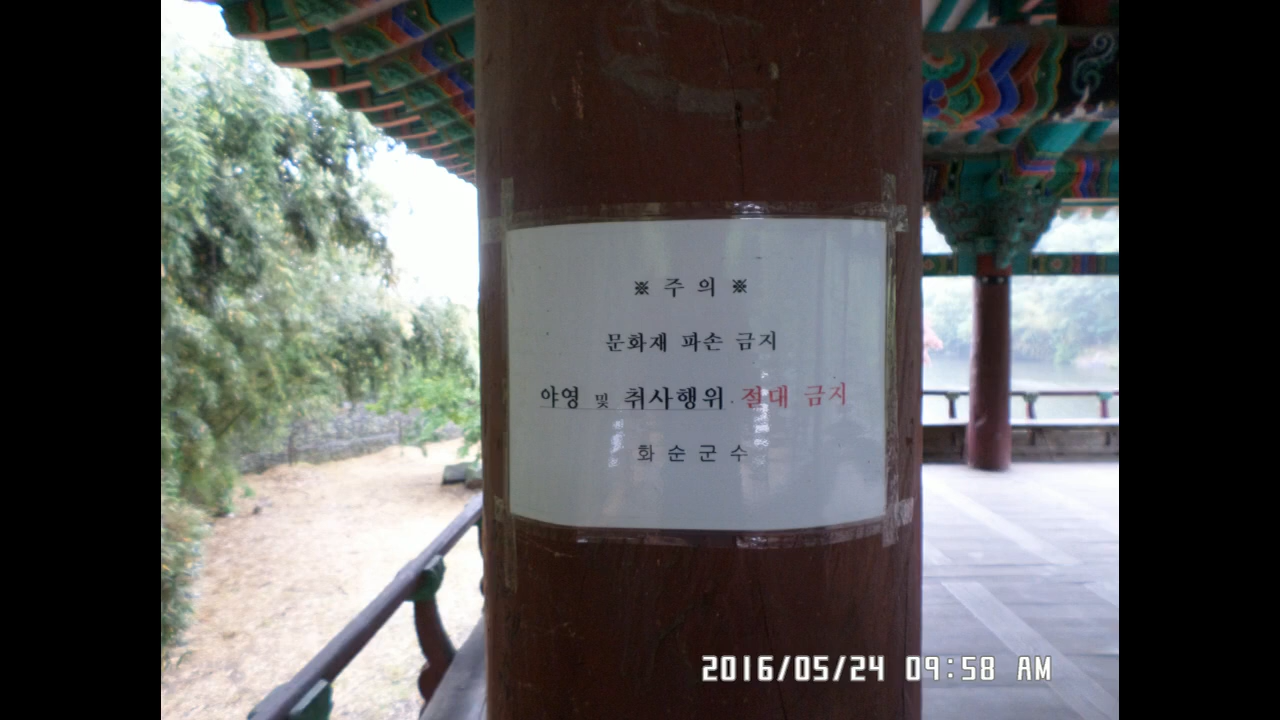 ※ 주 의 ※
문화재 파손 금지
야영 및 취사행위 절대 금지
화 순 군 수
2016/05/24 09:58 AM